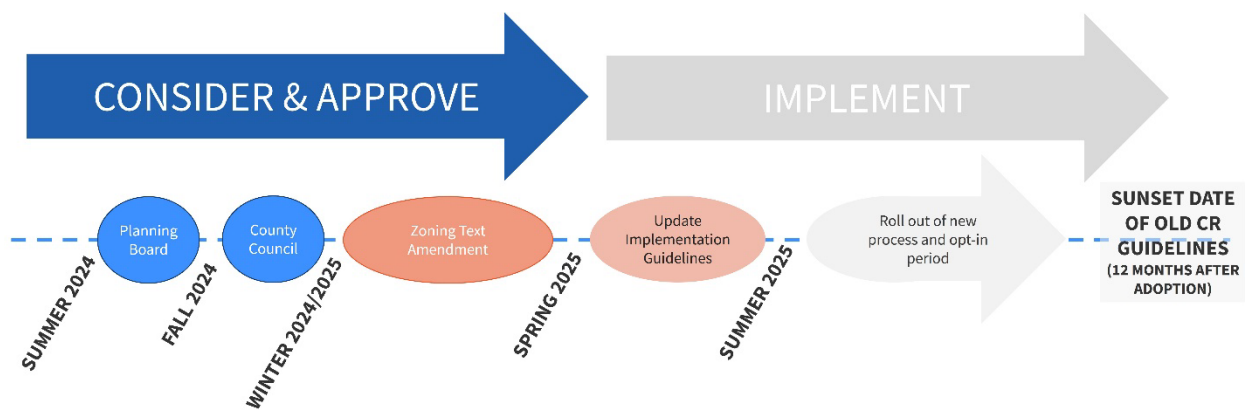 CONSIDER & APPROVE
IMPLEMENT
Planning
Board
County
Council
Zoning Text
Amendment
Update
Implementation
Guidelines
Roll out of new
process and opt-in
period
SUNSET DATE
OF OLD CR
GUIDELINES
(12 MONTHS AFTER
ADOPTION)
SUMMER 2024
FALL 2024
WINTER 2024/2025
SPRING 2025
SUMMER 2025